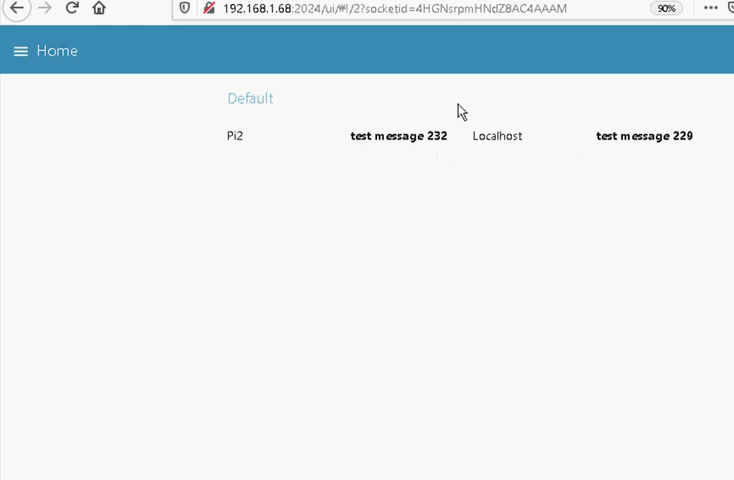 192.168.1.68:2024/ui/#!/2?socketid=4HGNsrpmHNdZ8AC4AAAM 90%
Home
Default
Pi2 test message 232 Localhost test message 229